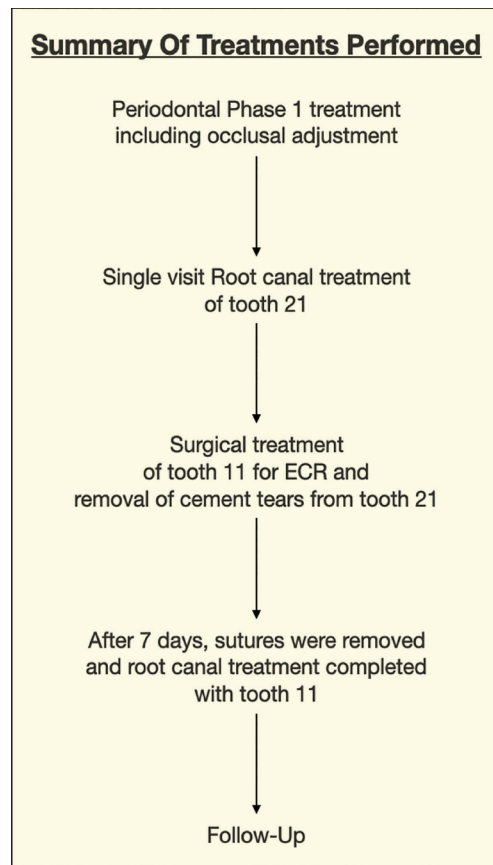 Summary Of Treatments Performed
Periodontal Phase 1 treatment
including occlusal adjustment
Single visit Root canal treatment
of tooth 21
Surgical treatment
of tooth 11 for ECR and
removal of cement tears from tooth 21
After 7 days, sutures were removed
and root canal treatment completed
with tooth 11
Follow-Up